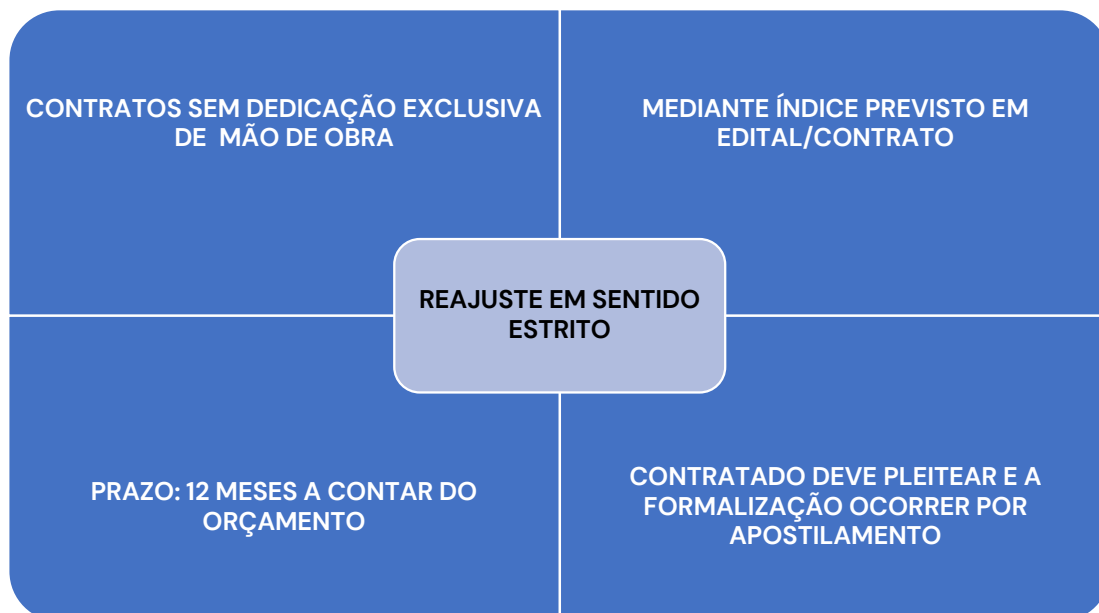 CONTRATOS SEM DEDICAÇÃO EXCLUSIVA
DE MÃO DE OBRA
MEDIANTE ÍNDICE PREVISTO EM
EDITAL/CONTRATO
REAJUSTE EM SENTIDO
ESTRITO
PRAZO: 12 MESES A CONTAR DO
ORÇAMENTO
CONTRATADO DEVE PLEITEAR E A
FORMALIZAÇÃO OCORRER POR
APOSTILAMENTO